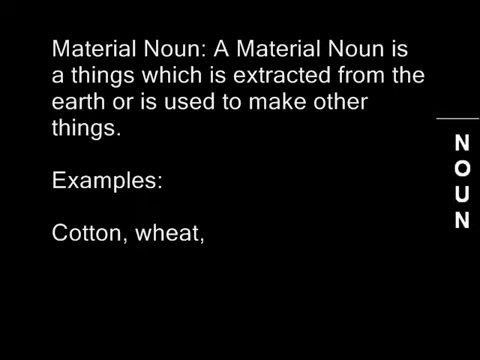 Material Noun: A Material Noun is
a things which is extracted from the
earth or is used to make other
things.
Examples:
Cotton, wheat,
NOUN